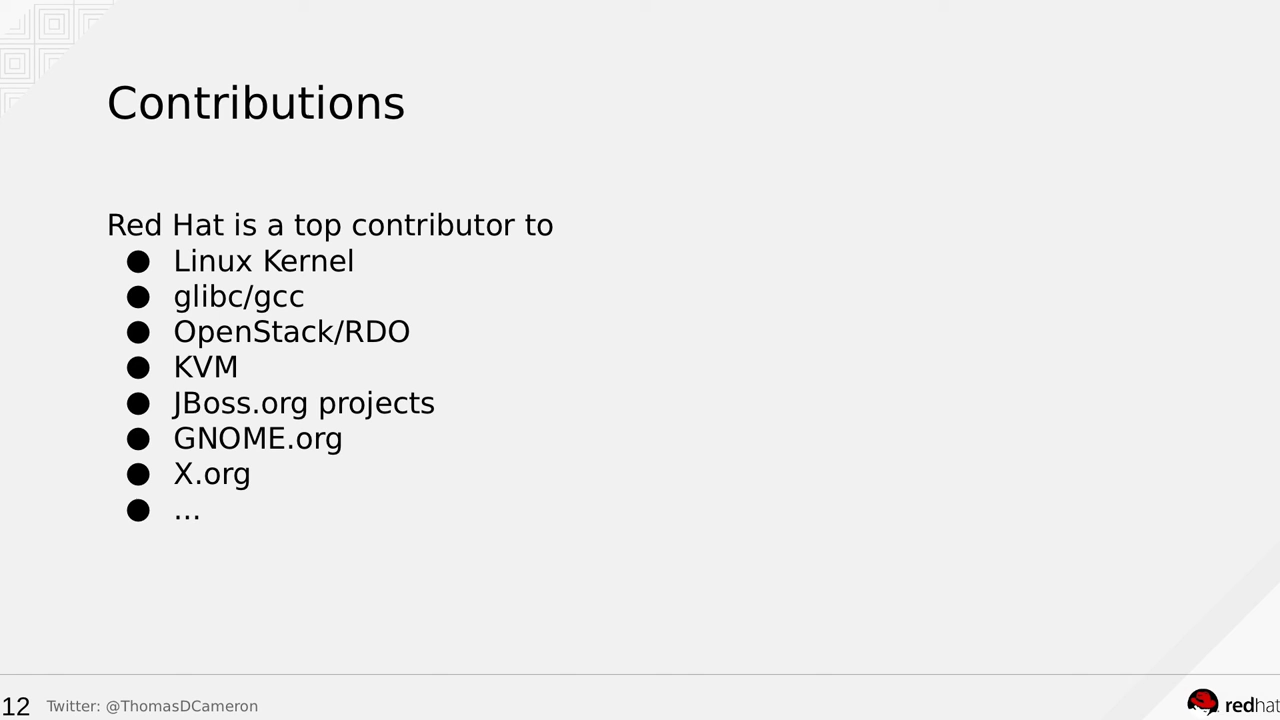 Contributions
Red Hat is a top contributor to
● Linux Kernel
● glibc/gcc
● OpenStack/RDO
● KVM
● JBoss.org projects
● GNOME.org
● X.org
● ...
12 Twitter: @ThomasDCameron
redhat